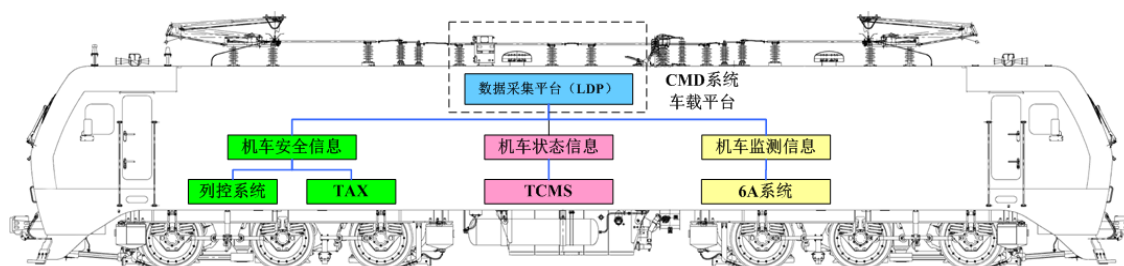 数据采集平台（LDP）
CMD系统
车载平台
机车安全信息
机车状态信息
机车监测信息
列控系统
TAX
TCMS
6A系统